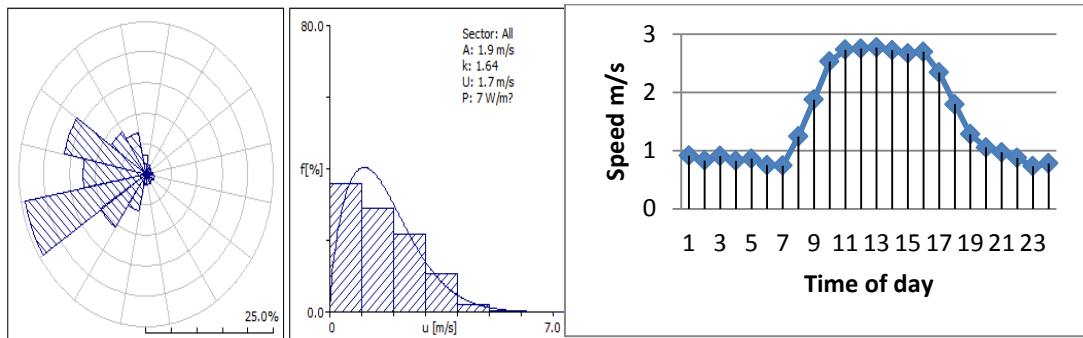 25.0%
80.0
Sector: All
A: 1.9 m/s
k: 1.64
U: 1.7 m/s
P: 7 W/m?
f[%]
0.0
0 u [m/s] 7.0
Speed m/s
3
2
1
0
1 3 5 7 9 11 13 15 17 19 21 23
Time of day